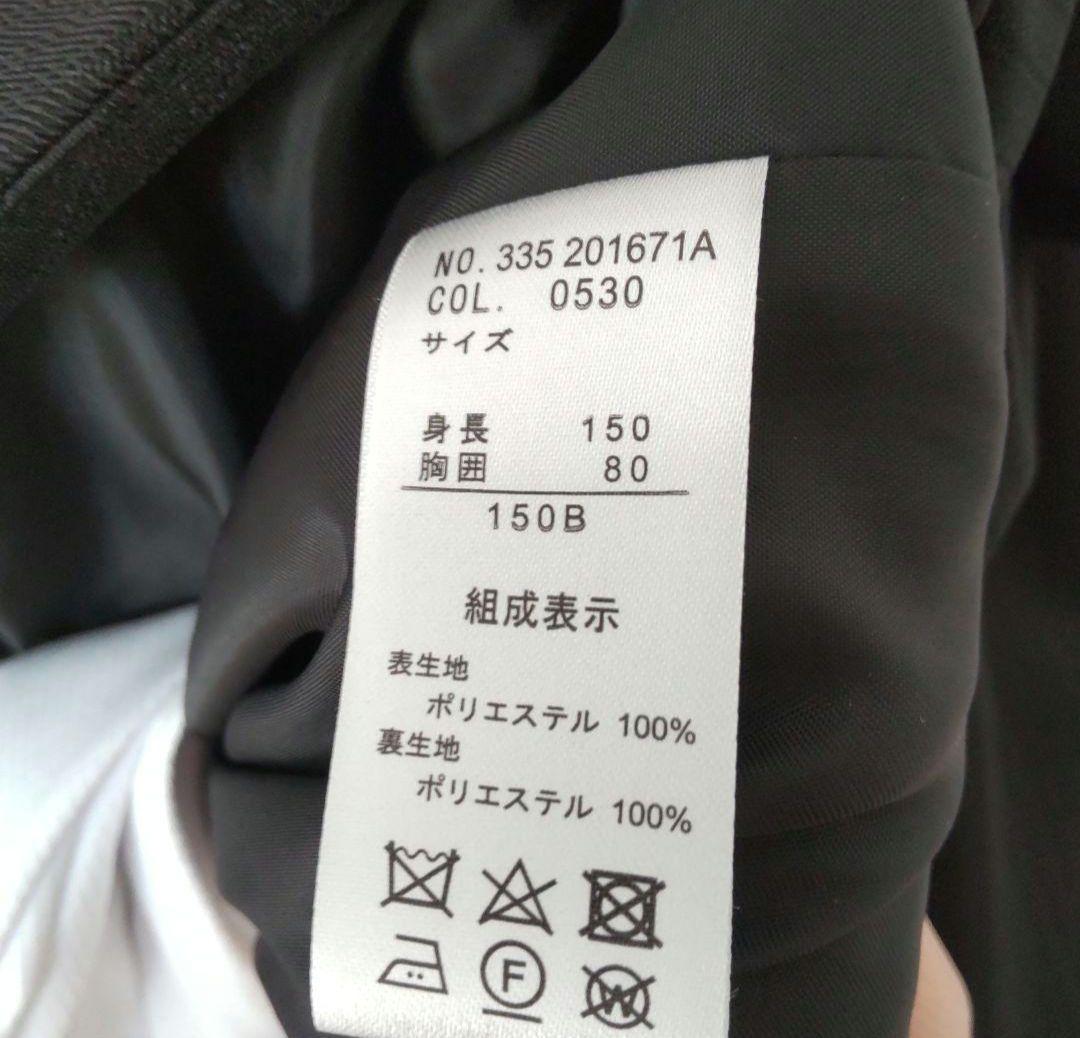 NO. 335 201671A
COL. 0530
サイズ
身長 150
胸囲 80
150B
組成表示
表生地
ポリエステル 100%
裏生地
ポリエステル 100%
F
W